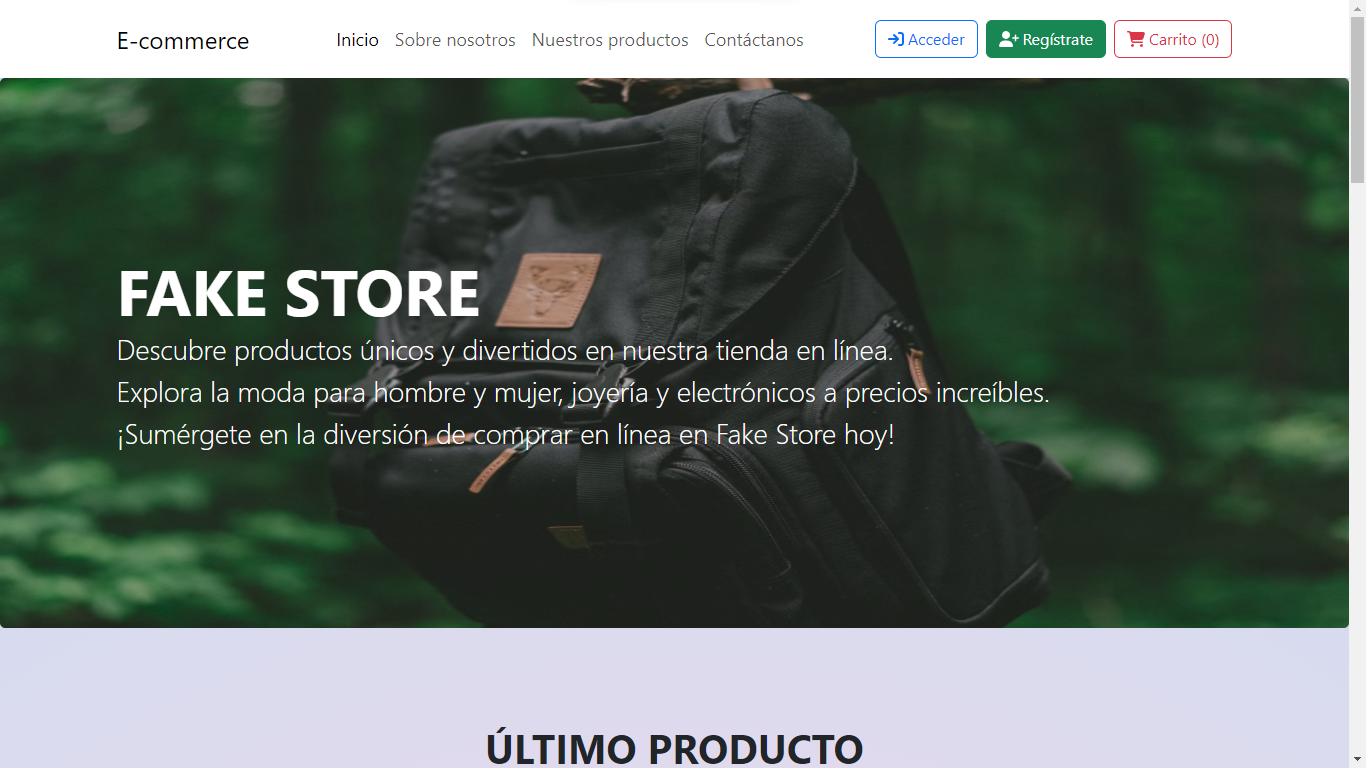 E-commerce
Inicio Sobre nosotros Nuestros productos Contáctanos
Acceder Regístrate Carrito (0)
FAKE STORE
Descubre productos únicos y divertidos en nuestra tienda en línea.
Explora la moda para hombre y mujer, joyería y electrónicos a precios increíbles.
¡Sumérgete en la diversión de comprar en línea en Fake Store hoy!
ÚLTIMO PRODUCTO